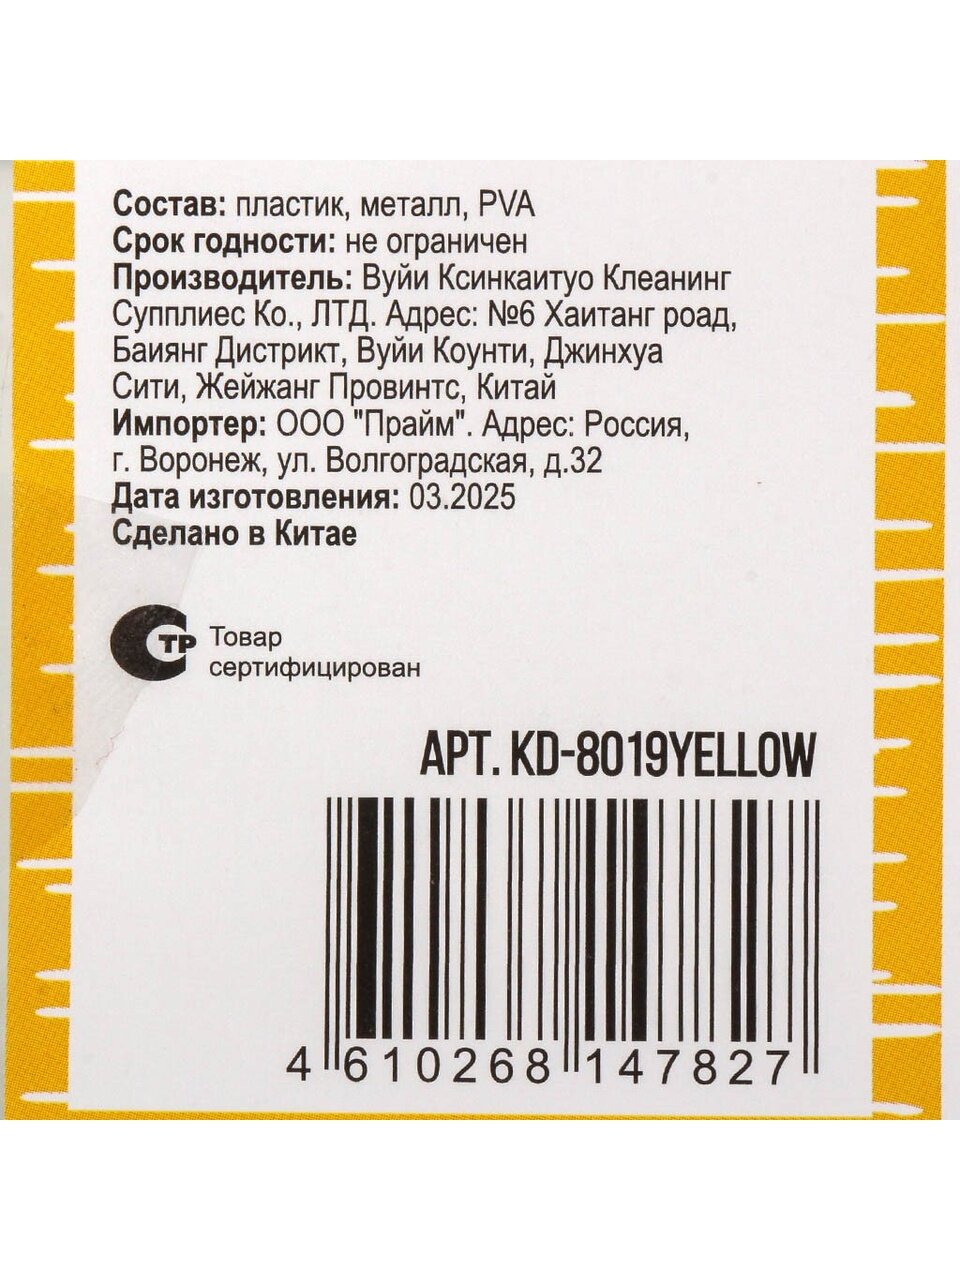 Состав: пластик, металл, PVA
Срок годности: не ограничен
Производитель: Вуйи Ксинкаитуо Клеанинг
Супплиес Ко., ЛТД. Адрес: №6 Хаитанг роад,
Баиянг Дистрикт, Вуйи Коунти, Джинхуа
Сити, Жейжанг Провинтс, Китай
Импортер: ООО "Прайм". Адрес: Россия,
г. Воронеж, ул. Волгоградская, д.32
Дата изготовления: 03.2025
Сделано в Китае
СТР Товар
сертифицирован
АРТ. KD-8019YELLOW
4 610268 147827